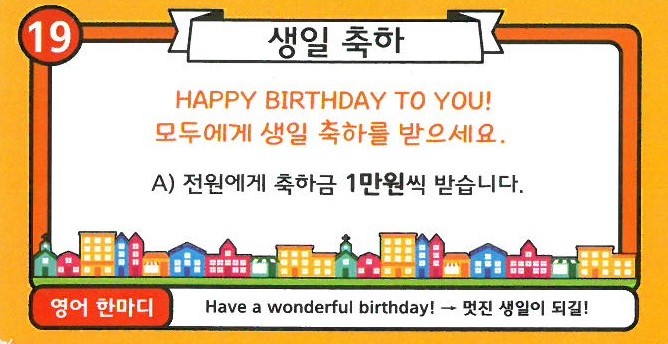 19
생일 축하
HAPPY BIRTHDAY TO YOU!
모두에게 생일 축하를 받으세요.
A) 전원에게 축하금 1만원씩 받습니다.
영어 한마디
Have a wonderful birthday! → 멋진 생일이 되길!